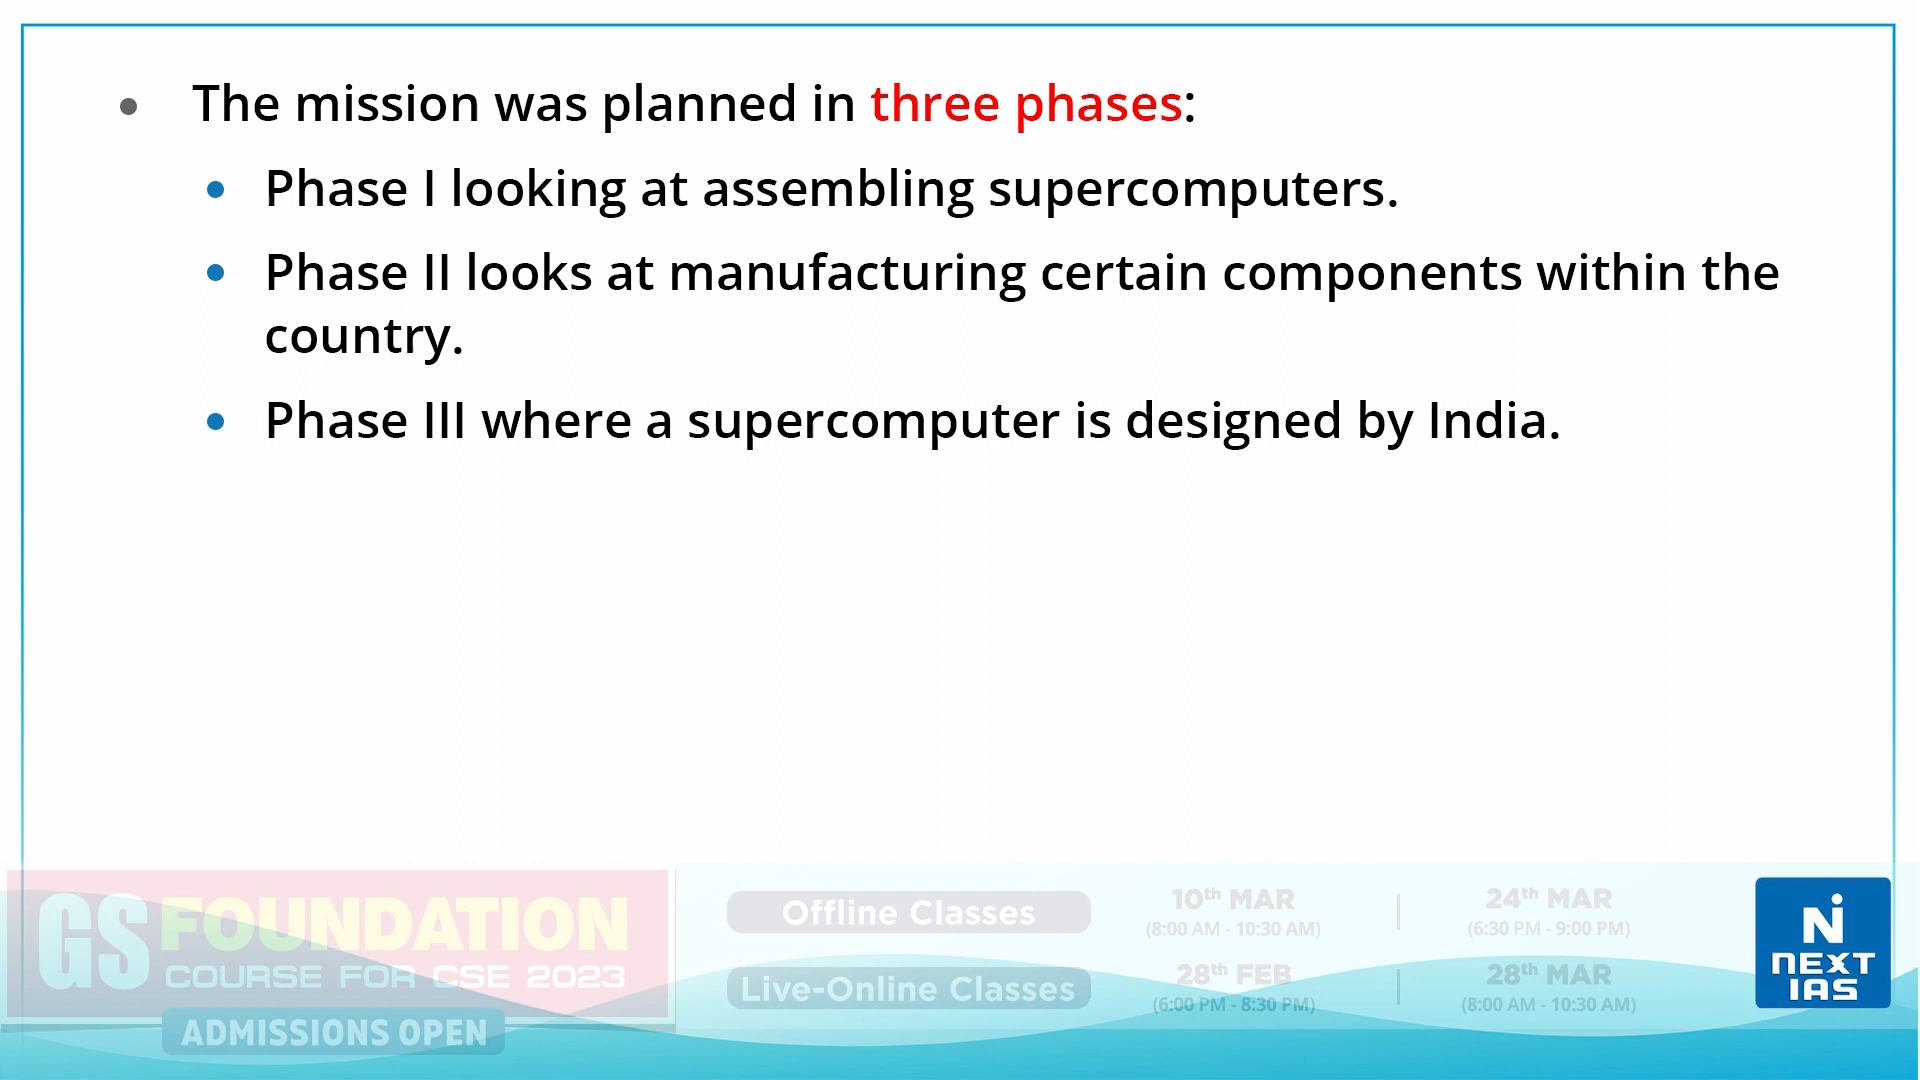 The mission was planned in three phases:
Phase I looking at assembling supercomputers.
Phase II looks at manufacturing certain components within the
country.
Phase III where a supercomputer is designed by India.
GS FOUNDATION
COURSE FOR CSE 2023
ADMISSIONS OPEN
Offline Classes
10th MAR
(8:00 AM - 10:30 AM)
24th MAR
(6:30 PM - 9:00 PM)
Live-Online Classes
28th FEB
(6:00 PM - 8:30 PM)
28th MAR
(8:00 AM - 10:30 AM)
N
NEXT
IAS